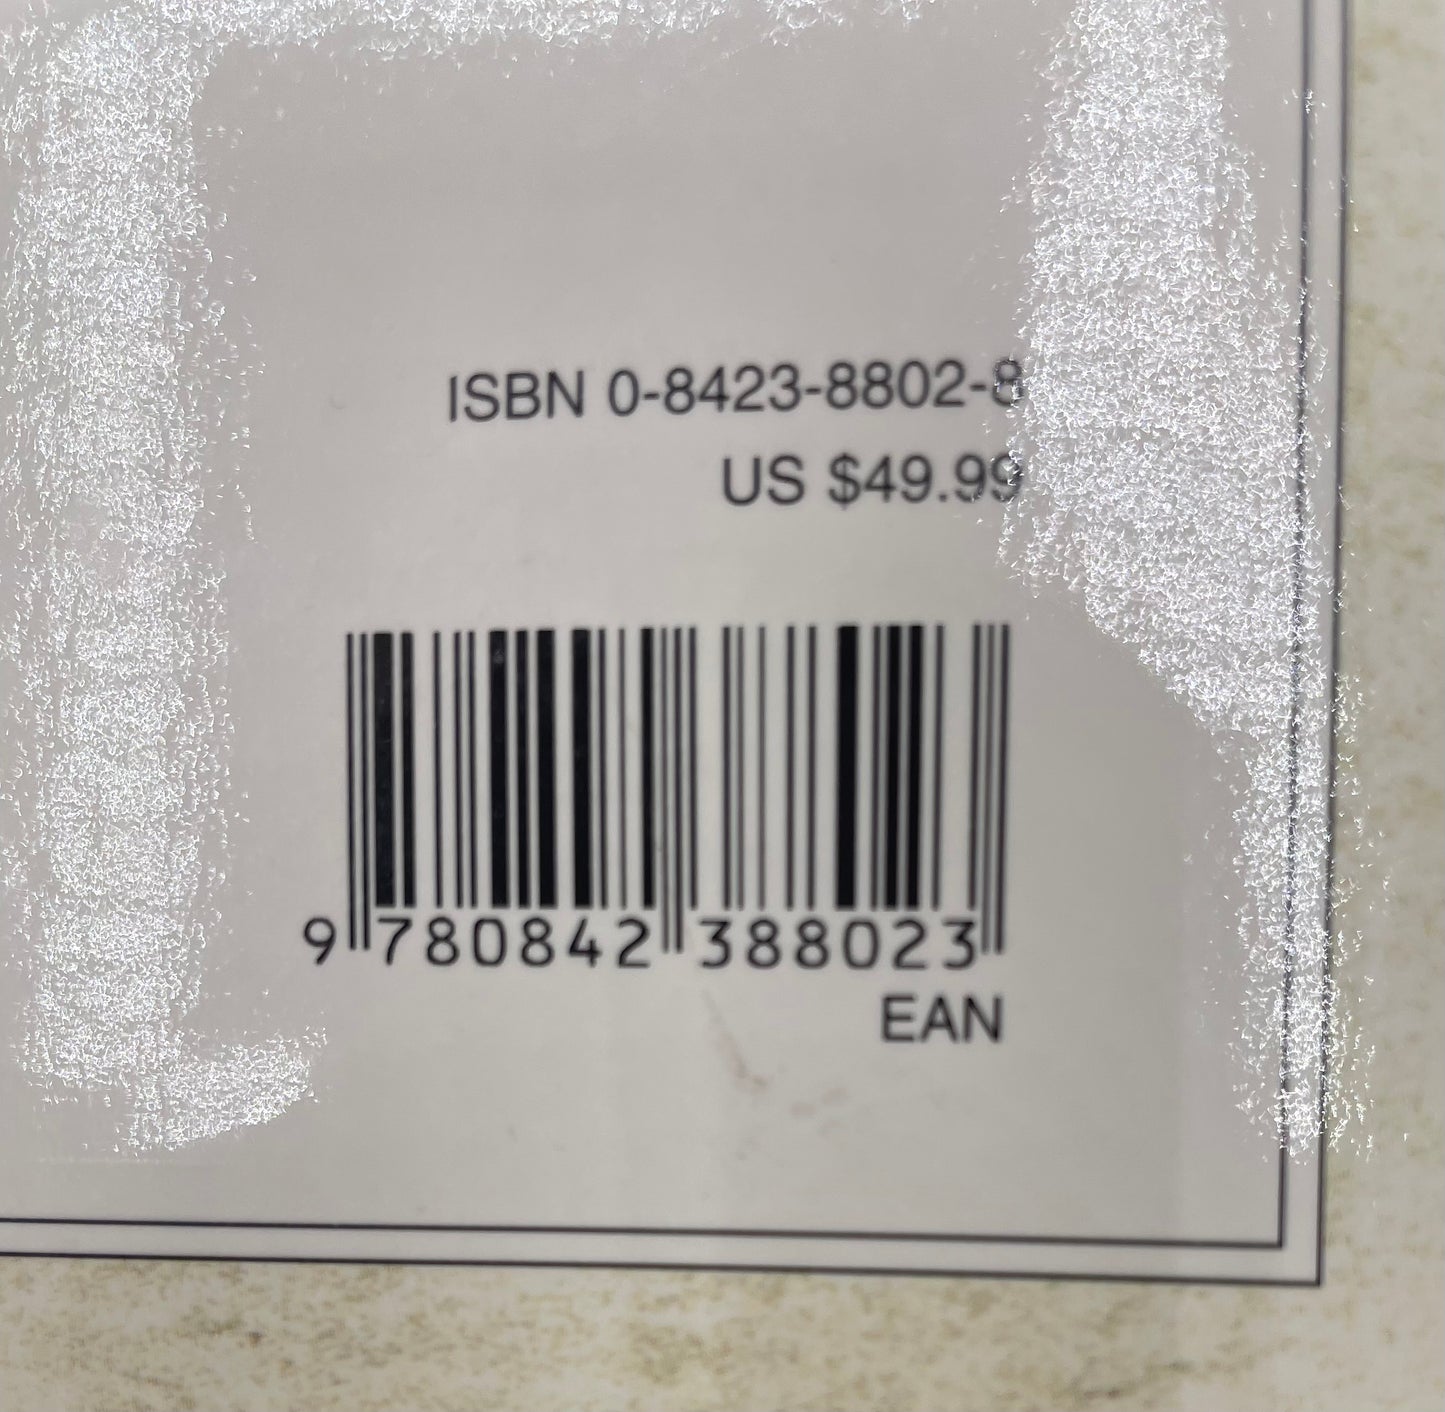 ISBN 0-8423-8802-8
US $49.99
9 780842 388023
EAN